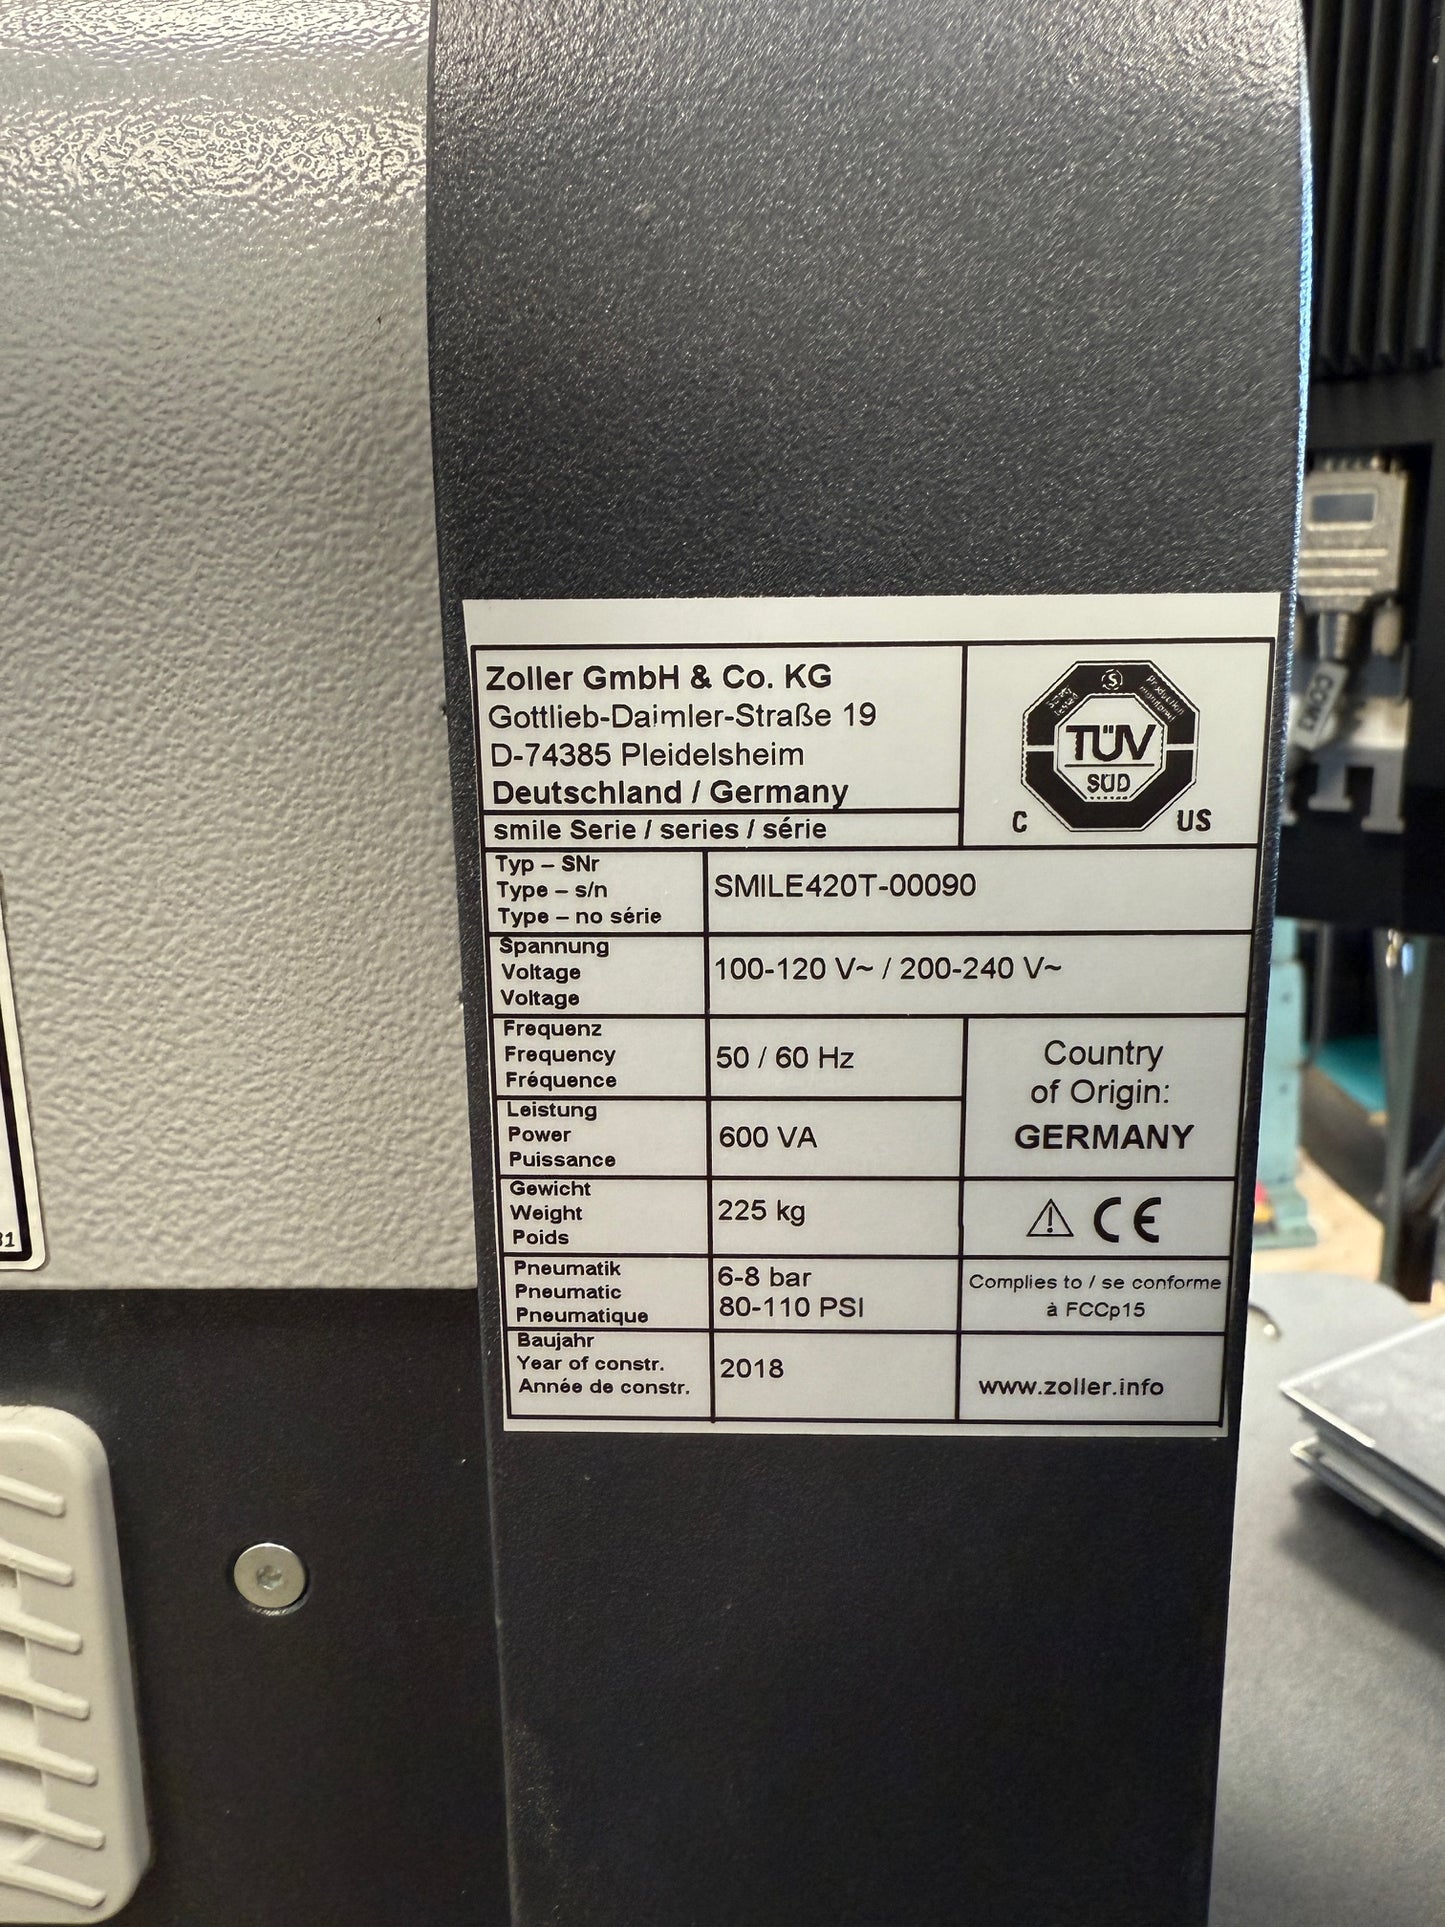 Zoller GmbH & Co. KG
Gottlieb-Daimler-Straße 19
D-74385 Pleidelsheim
Deutschland / Germany
smile Serie / series / série
TÜV
SÜD
C US
Typ – SNr
Type – s/n
Type – no série
SMILE420T-00090
Spannung
Voltage
Voltage
100-120 V~ / 200-240 V~
Frequenz
Frequency
Fréquence
50 / 60 Hz
Leistung
Power
Puissance
600 VA
Country
of Origin:
GERMANY
Gewicht
Weight
Poids
225 kg
CE
Pneumatik
Pneumatic
Pneumatique
6-8 bar
80-110 PSI
Complies to / se conforme
à FCCp15
Baujahr
Year of constr.
Année de constr.
2018
www.zoller.info